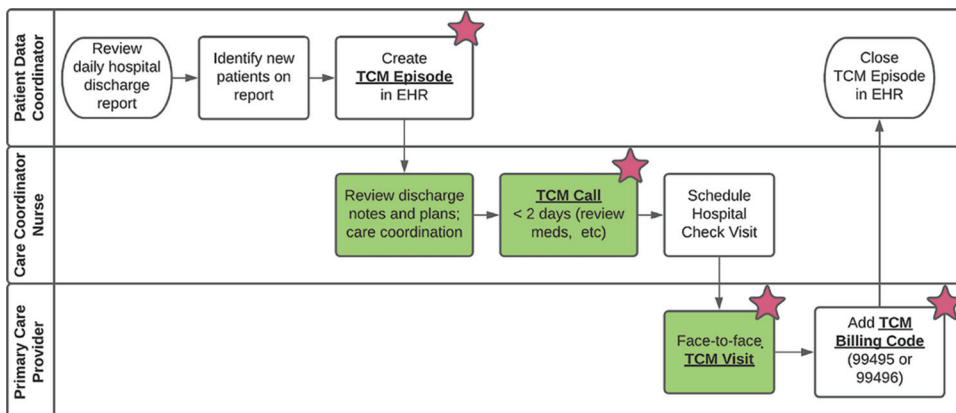 Patient Data
Coordinator
Review
daily hospital
discharge
report
Identify new
patients on
report
Create
TCM Episode
in EHR
Close
TCM Episode
in EHR
Care Coordinator
Nurse
Review discharge
notes and plans;
care coordination
TCM Call
< 2 days (review
meds, etc)
Schedule
Hospital
Check Visit
Primary Care
Provider
Face-to-face
TCM Visit
Add TCM
Billing Code
(99495 or
99496)